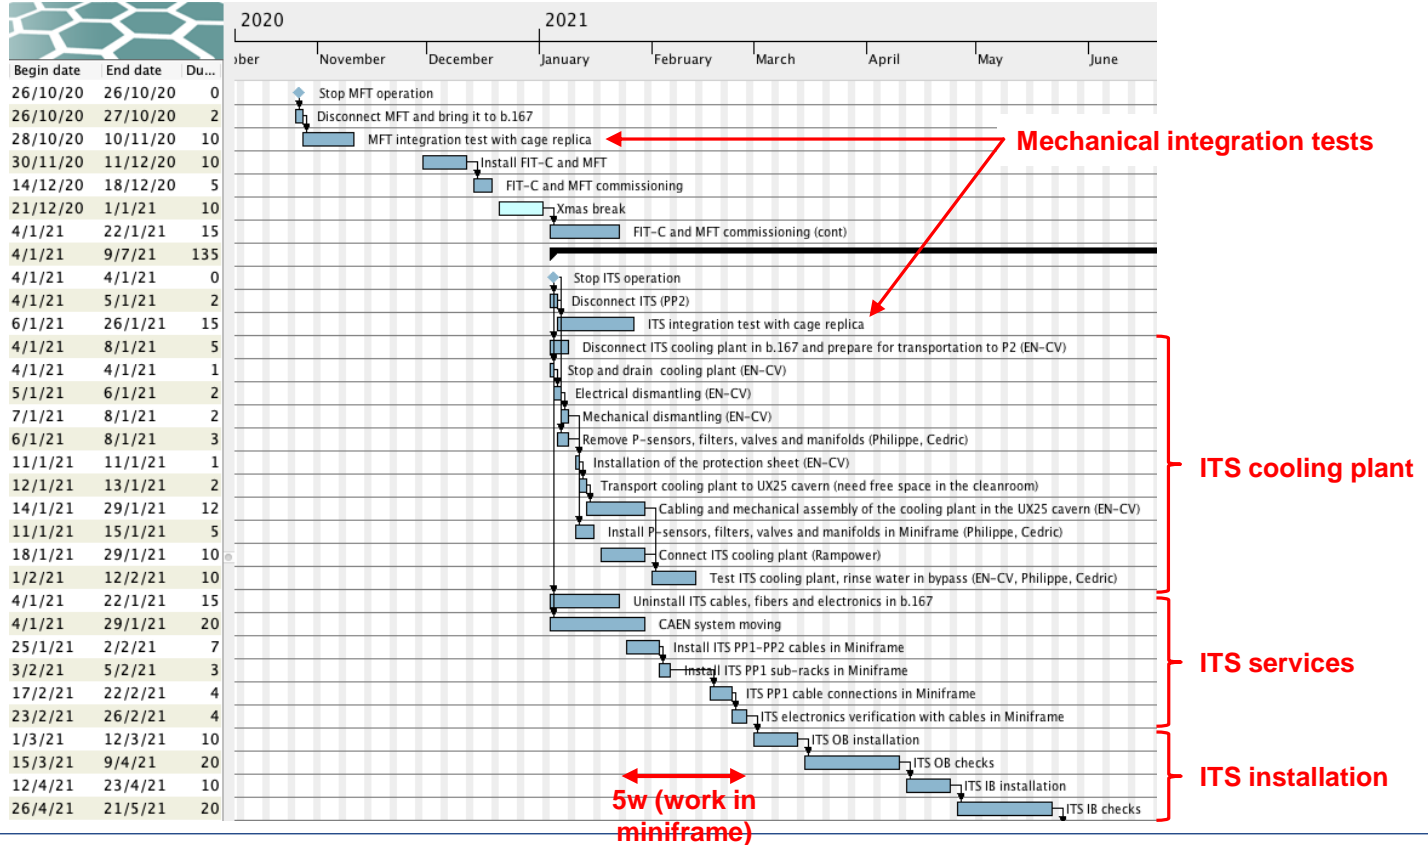 2020 2021
ober November December January February March April May June
Begin date End date Du...
26/10/20 26/10/20 0 Stop MFT operation
26/10/20 27/10/20 2 Disconnect MFT and bring it to b.167
28/10/20 10/11/20 10 MFT integration test with cage replica
Mechanical integration tests
30/11/20 11/12/20 10 Install FIT-C and MFT
14/12/20 18/12/20 5 FIT-C and MFT commissioning
21/12/20 1/1/21 10 Xmas break
4/1/21 22/1/21 15 FIT-C and MFT commissioning (cont)
4/1/21 9/7/21 135
4/1/21 4/1/21 0 Stop ITS operation
4/1/21 5/1/21 2 Disconnect ITS (PP2)
6/1/21 26/1/21 15 ITS integration test with cage replica
4/1/21 8/1/21 5 Disconnect ITS cooling plant in b.167 and prepare for transportation to P2 (EN-CV)
4/1/21 4/1/21 1 Stop and drain cooling plant (EN-CV)
5/1/21 6/1/21 2 Electrical dismantling (EN-CV)
7/1/21 8/1/21 2 Mechanical dismantling (EN-CV)
6/1/21 8/1/21 3 Remove P-sensors, filters, valves and manifolds (Philippe, Cedric)
11/1/21 11/1/21 1 Installation of the protection sheet (EN-CV)
ITS cooling plant
12/1/21 13/1/21 2 Transport cooling plant to UX25 cavern (need free space in the cleanroom)
14/1/21 29/1/21 12 Cabling and mechanical assembly of the cooling plant in the UX25 cavern (EN-CV)
11/1/21 15/1/21 5 Install P-sensors, filters, valves and manifolds in Miniframe (Philippe, Cedric)
18/1/21 29/1/21 10 Connect ITS cooling plant (Rampower)
1/2/21 12/2/21 10 Test ITS cooling plant, rinse water in bypass (EN-CV, Philippe, Cedric)
4/1/21 22/1/21 15 Uninstall ITS cables, fibers and electronics in b.167
4/1/21 29/1/21 20 CAEN system moving
25/1/21 2/2/21 7 Install ITS PP1-PP2 cables in Miniframe
ITS services
3/2/21 5/2/21 3 Install ITS PP1 sub-racks in Miniframe
17/2/21 22/2/21 4 ITS PP1 cable connections in Miniframe
23/2/21 26/2/21 4 ITS electronics verification with cables in Miniframe
1/3/21 12/3/21 10 ITS OB installation
15/3/21 9/4/21 20 ITS OB checks
ITS installation
12/4/21 23/4/21 10 ITS IB installation
26/4/21 21/5/21 20 ITS IB checks
5w (work in
miniframe)